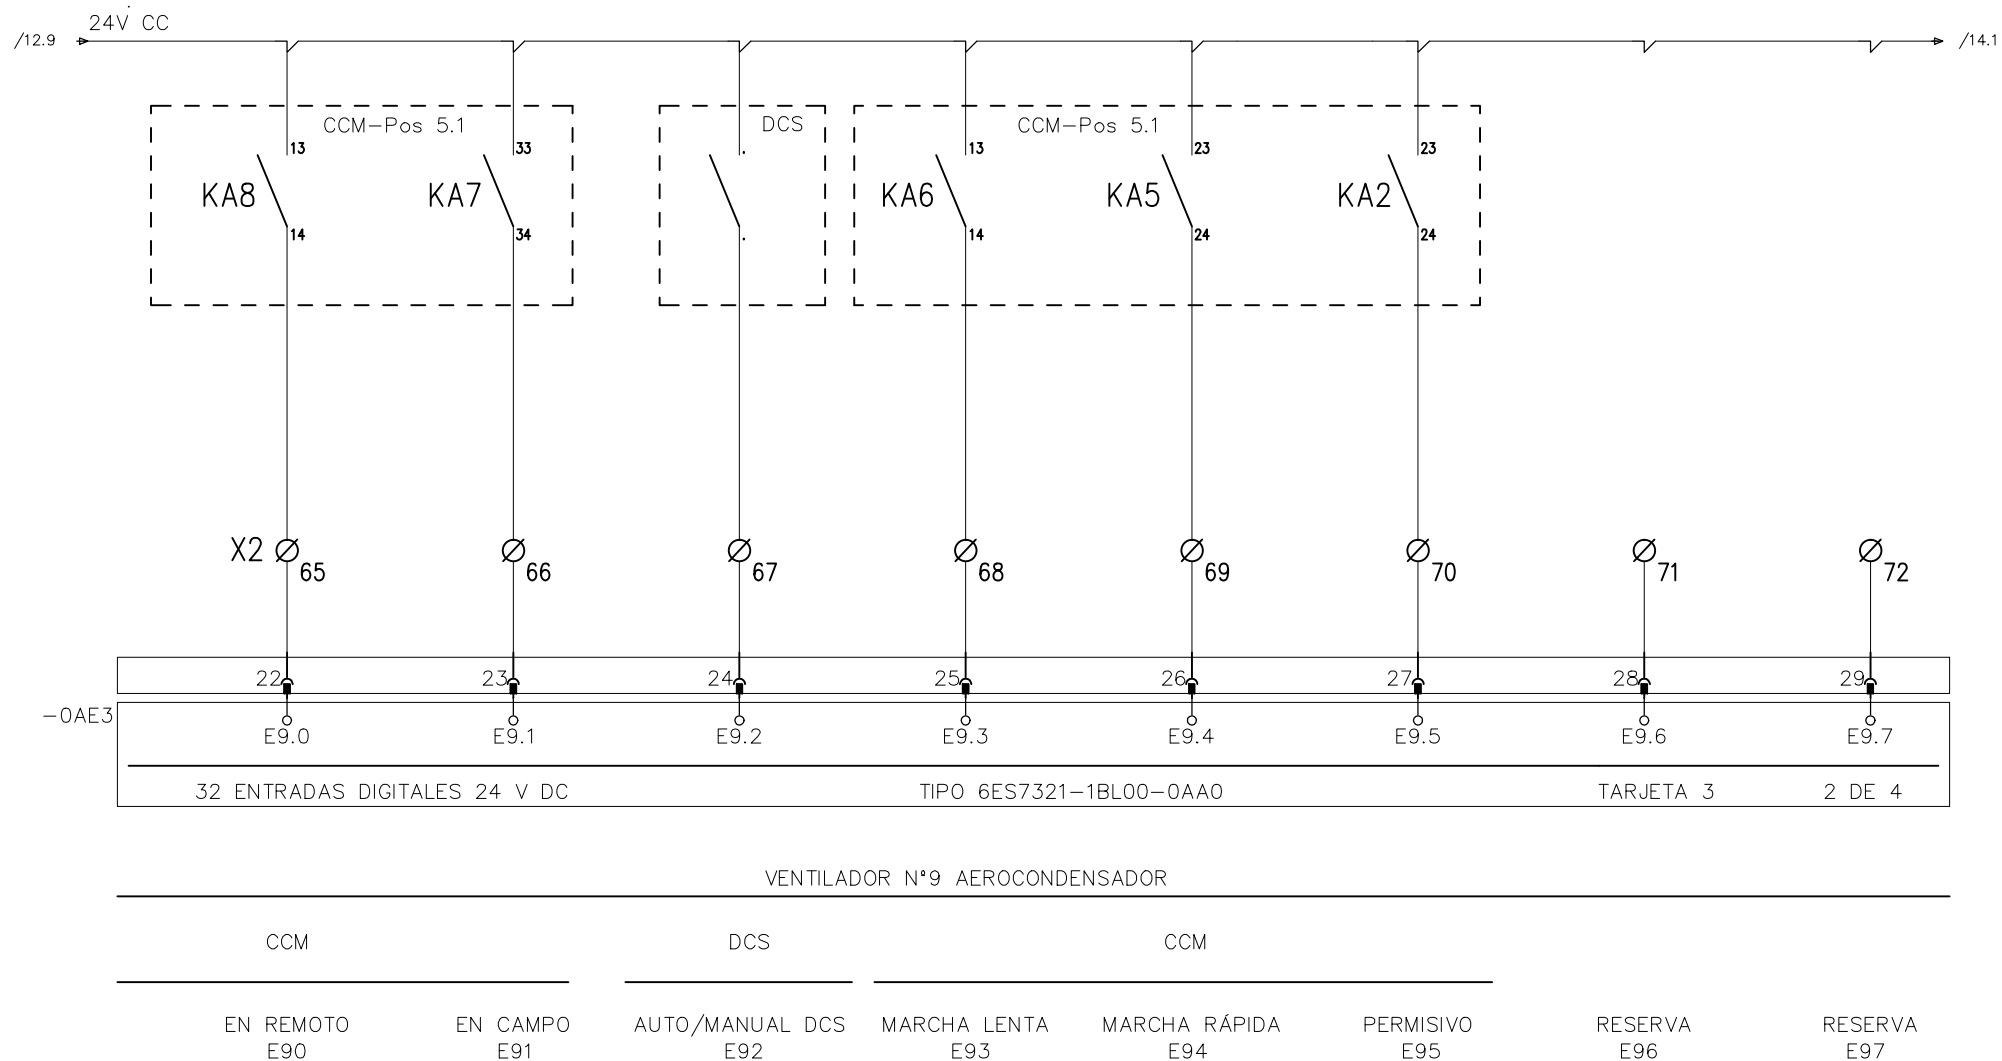 24V CC
/12.9
/14.1
CCM-Pos 5.1
DCS
CCM-Pos 5.1
13
33
13
23
23
KA8
KA7
KA6
KA5
KA2
14
34
14
24
24
X2
65
66
67
68
69
70
71
72
22
23
24
25
26
27
28
29
-0AE3
E9.0
E9.1
E9.2
E9.3
E9.4
E9.5
E9.6
E9.7
32 ENTRADAS DIGITALES 24 V DC
TIPO 6ES7321-1BL00-0AA0
TARJETA 3
2 DE 4
VENTILADOR Nº9 AEROCONDENSADOR
CCM
DCS
CCM
EN REMOTO
E90
EN CAMPO
E91
AUTO/MANUAL DCS
E92
MARCHA LENTA
E93
MARCHA RÁPIDA
E94
PERMISIVO
E95
RESERVA
E96
RESERVA
E97